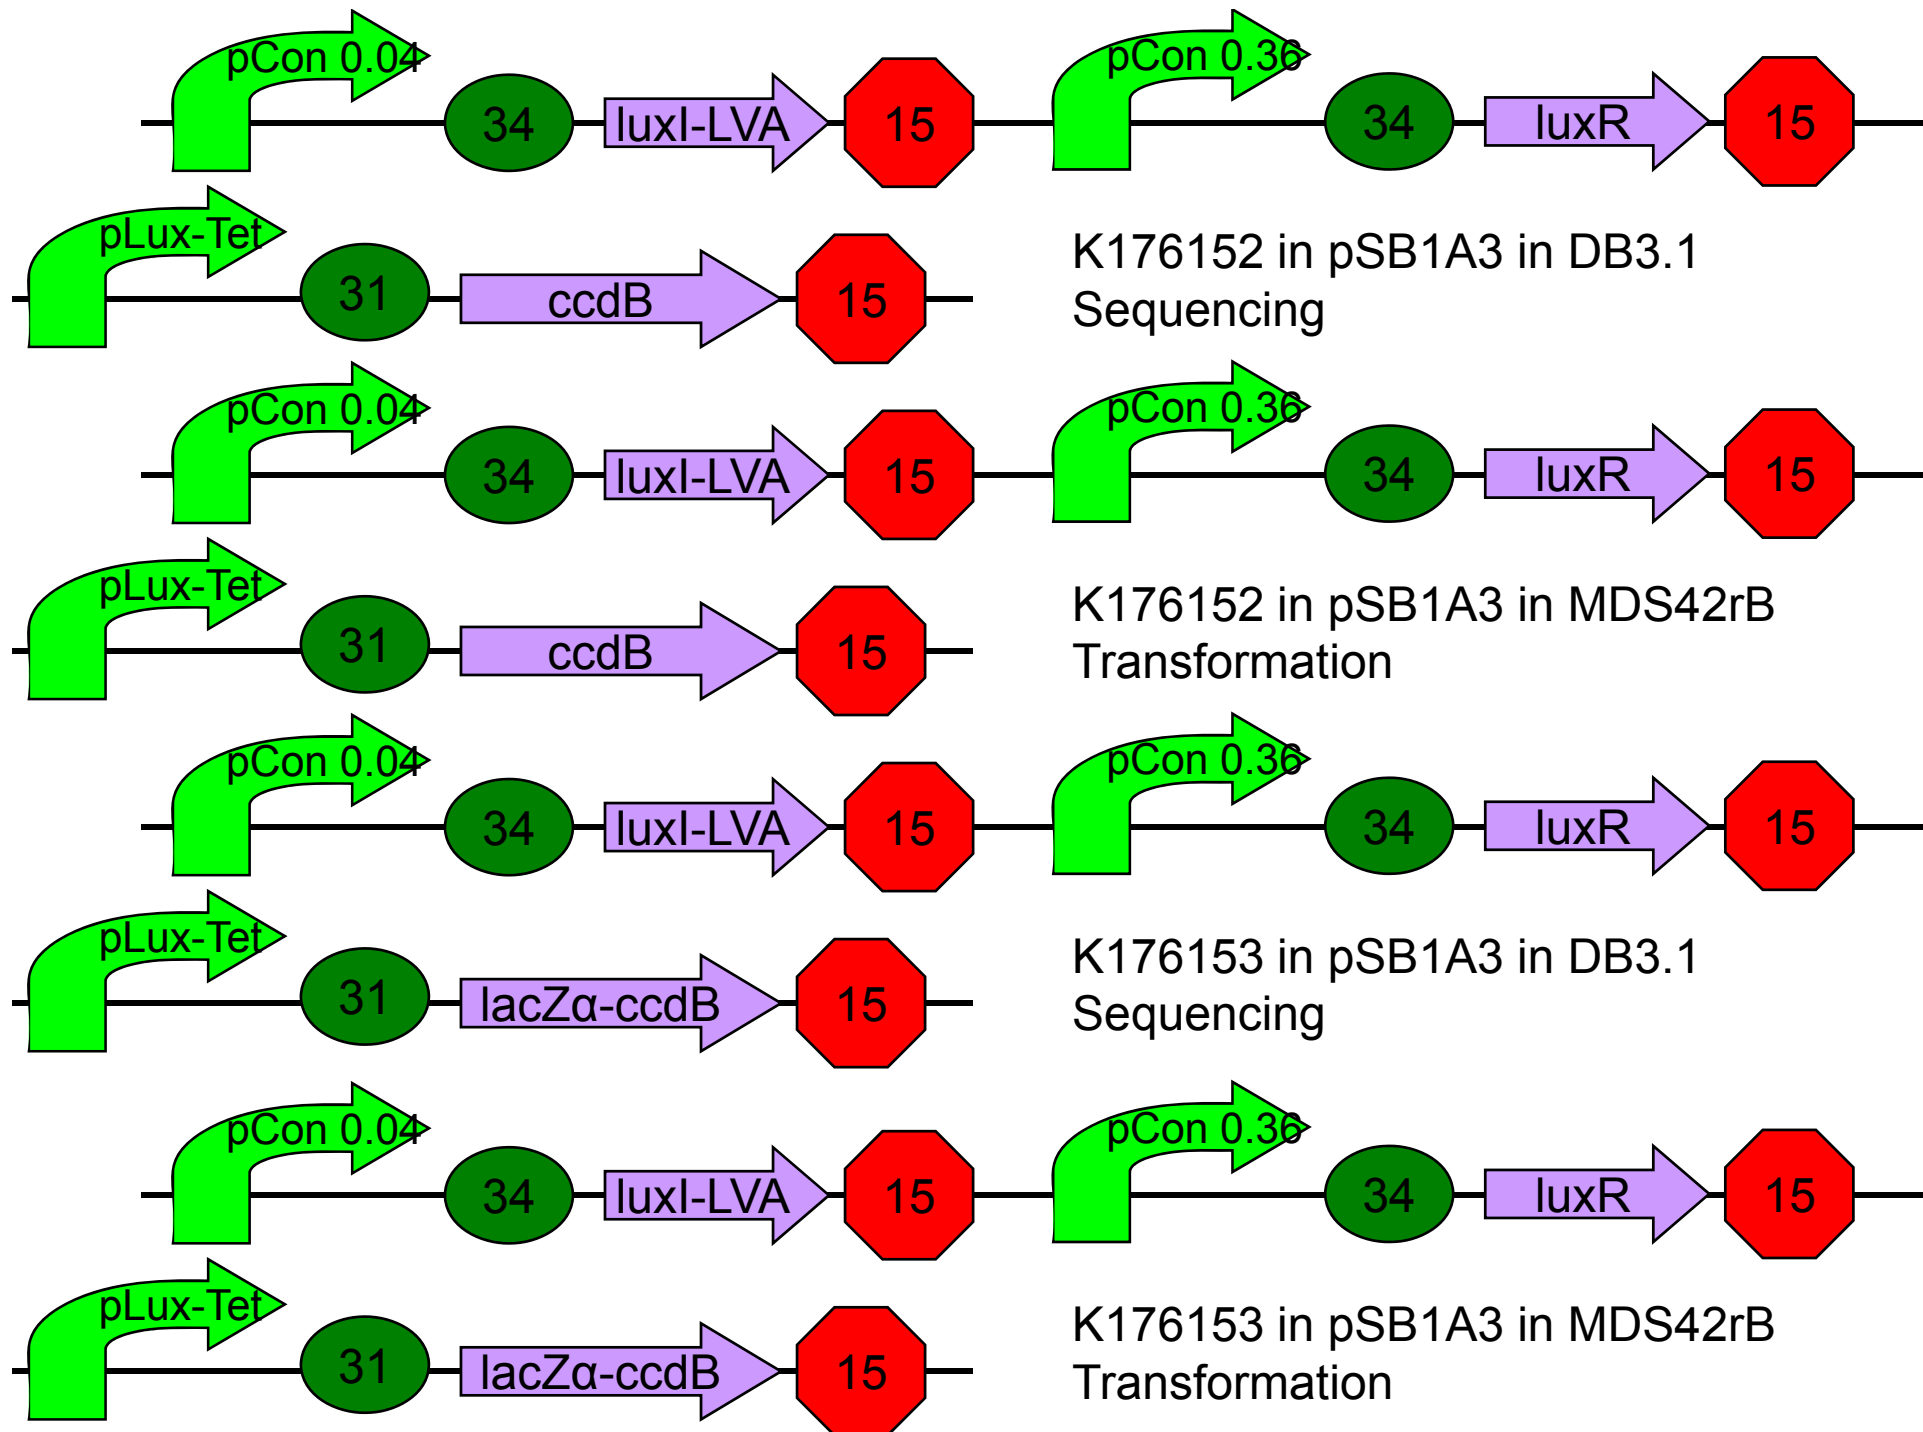 pCon 0.04 34 luxI-LVA 15 pCon 0.36 34 luxR 15
pLux-Tet 31 ccdB 15 K176152 in pSB1A3 in DB3.1
Sequencing
pCon 0.04 34 luxI-LVA 15 pCon 0.36 34 luxR 15
pLux-Tet 31 ccdB 15 K176152 in pSB1A3 in MDS42rB
Transformation
pCon 0.04 34 luxI-LVA 15 pCon 0.36 34 luxR 15
pLux-Tet 31 lacZα-ccdB 15 K176153 in pSB1A3 in DB3.1
Sequencing
pCon 0.04 34 luxI-LVA 15 pCon 0.36 34 luxR 15
pLux-Tet 31 lacZα-ccdB 15 K176153 in pSB1A3 in MDS42rB
Transformation